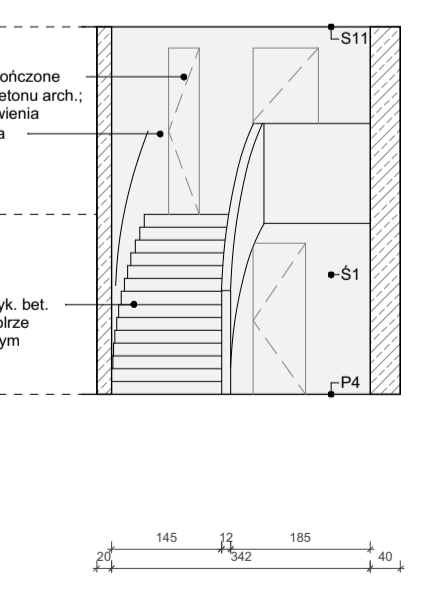 S11
ończone
etonu arch.;
wienia
a
Ś1
yk. bet.
olrze
ym
P4
145 12 185
20 342 40